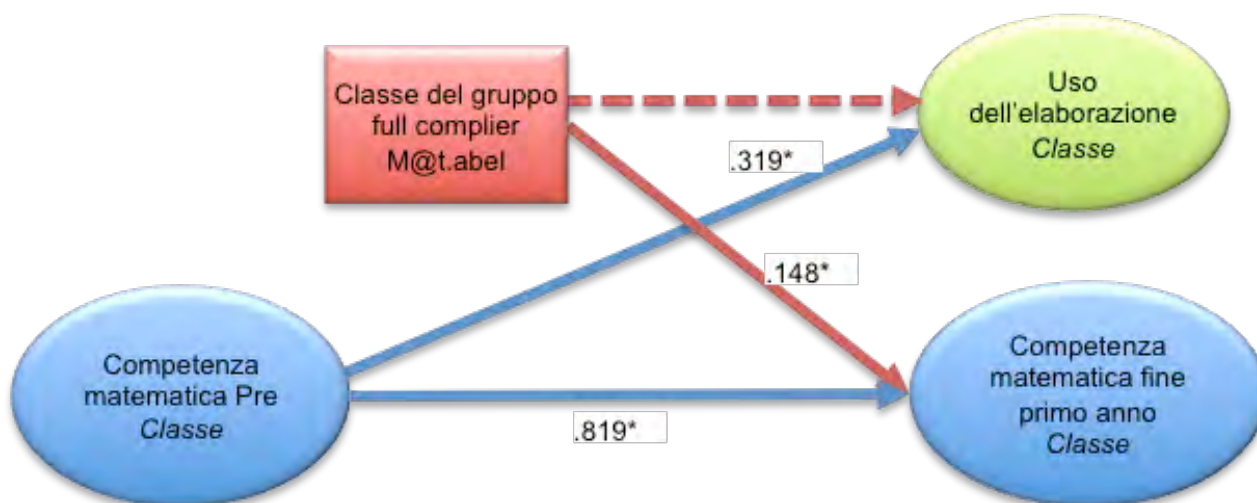 Classe del gruppo
full complier
M@t.abel
Uso
dell'elaborazione
Classe
.319*
.148*
Competenza
matematica Pre
Classe
Competenza
matematica fine
primo anno
Classe
.819*